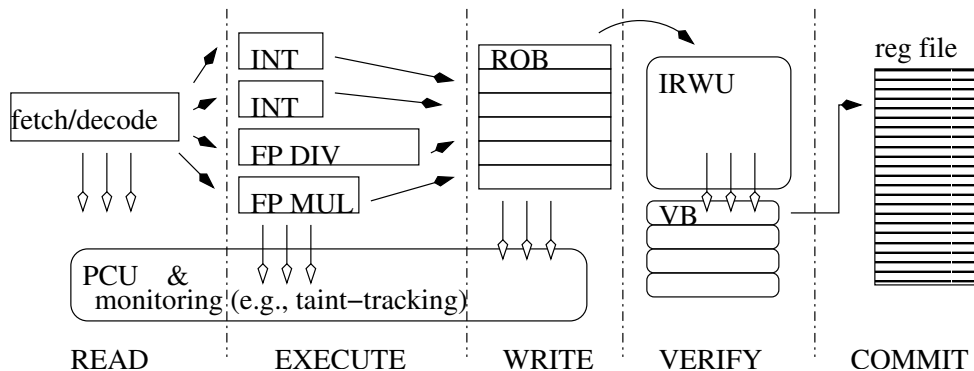 fetch/decode
INT
INT
FP DIV
FP MUL
ROB
IRWU
VB
reg file
PCU &
monitoring (e.g., taint−tracking)
READ
EXECUTE
WRITE
VERIFY
COMMIT